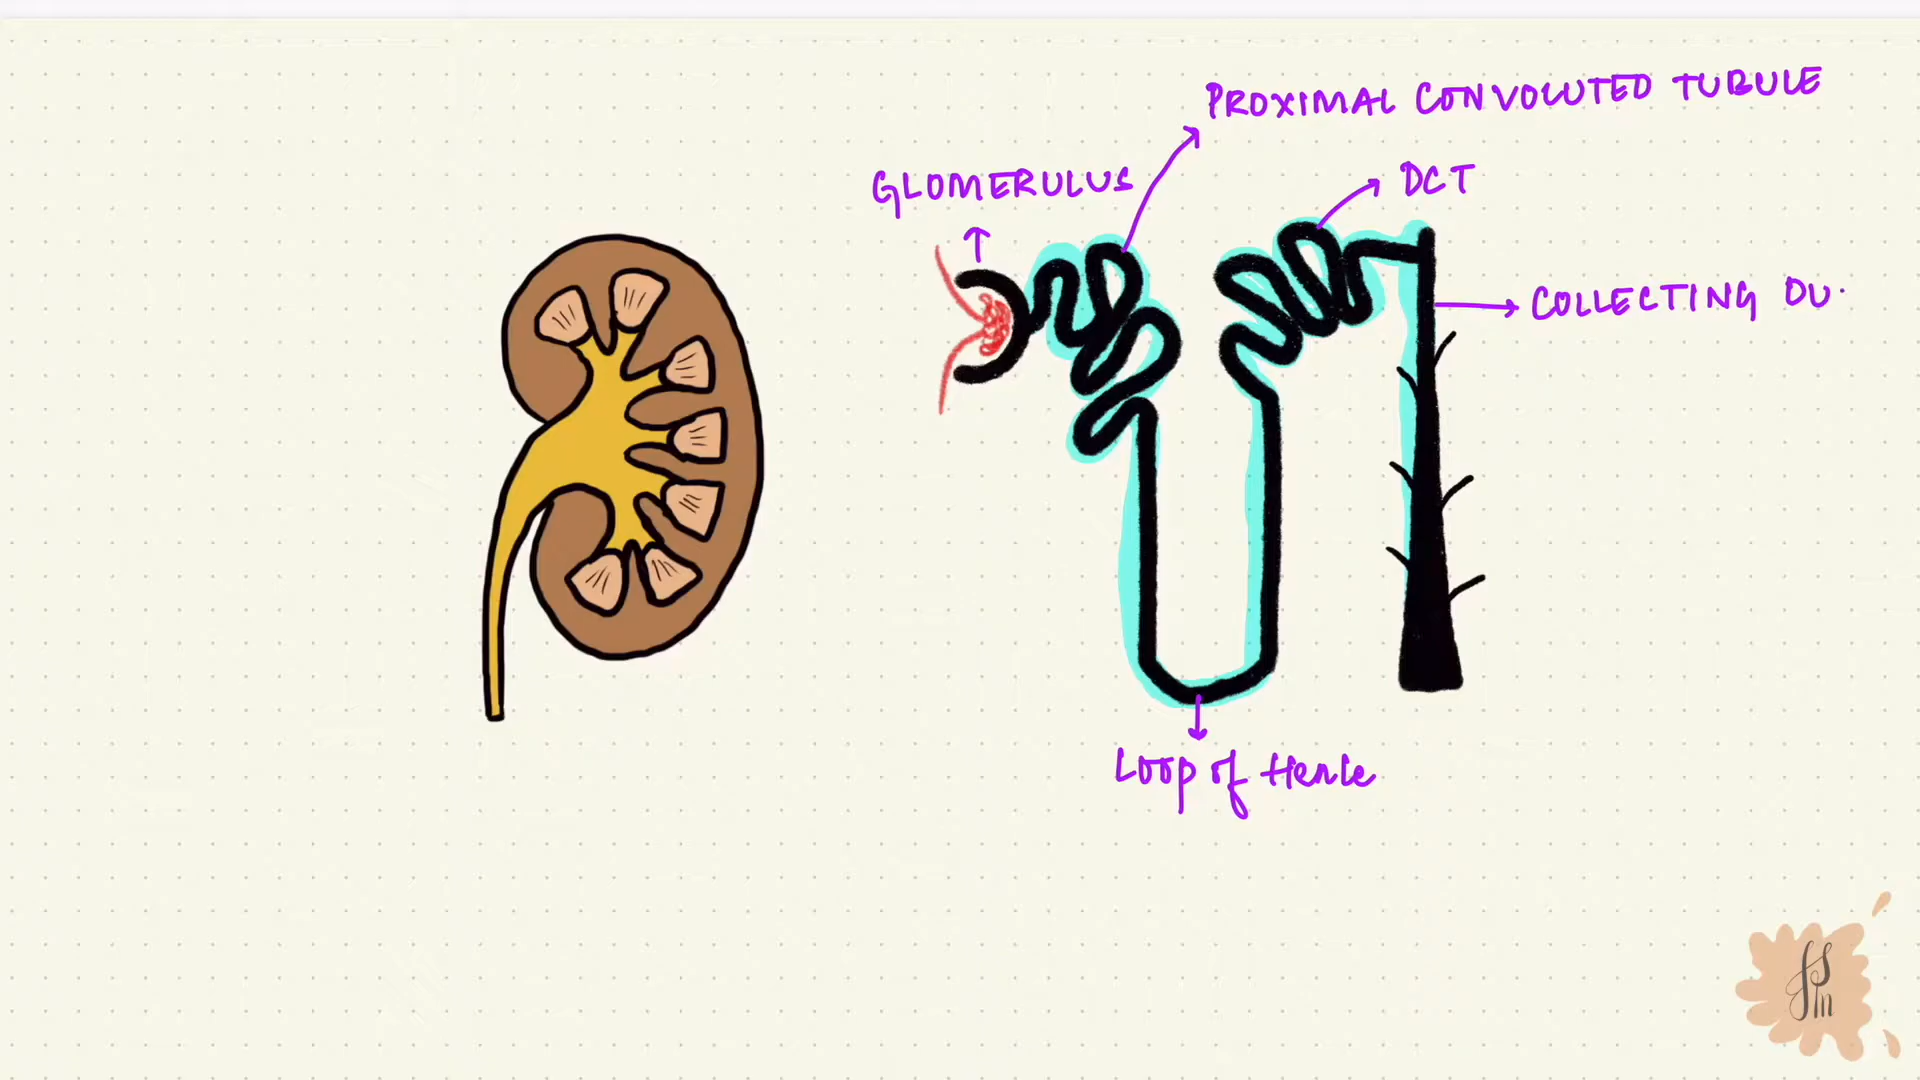 PROXIMAL CONVOLUTED TUBULE
GLOMERULUS
DCT
COLLECTING DU
Loop of Henle